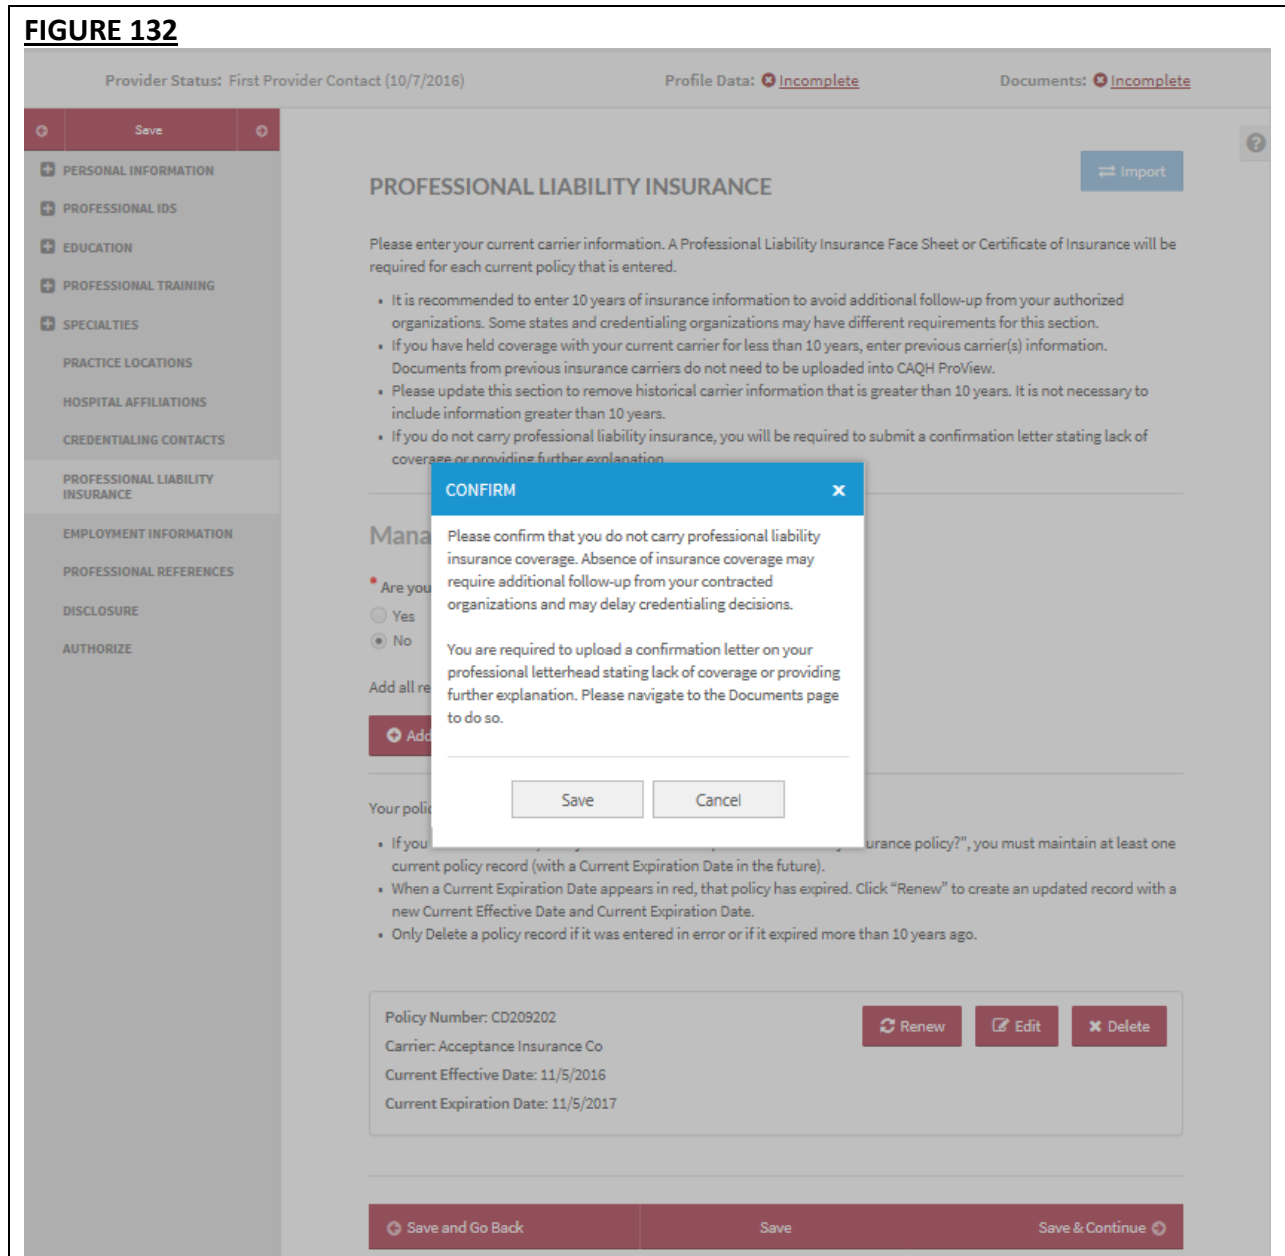 FIGURE 132
Provider Status: First Provider Contact (10/7/2016) Profile Data: Incomplete Documents: Incomplete
Save
PERSONAL INFORMATION
PROFESSIONAL IDS
EDUCATION
PROFESSIONAL TRAINING
SPECIALTIES
PRACTICE LOCATIONS
HOSPITAL AFFILIATIONS
CREDENTIALING CONTACTS
PROFESSIONAL LIABILITY
INSURANCE
EMPLOYMENT INFORMATION
PROFESSIONAL REFERENCES
DISCLOSURE
AUTHORIZE
?
Import
PROFESSIONAL LIABILITY INSURANCE
Please enter your current carrier information. A Professional Liability Insurance Face Sheet or Certificate of Insurance will be
required for each current policy that is entered.
• It is recommended to enter 10 years of insurance information to avoid additional follow-up from your authorized
organizations. Some states and credentialing organizations may have different requirements for this section.
• If you have held coverage with your current carrier for less than 10 years, enter previous carrier(s) information.
Documents from previous insurance carriers do not need to be uploaded into CAQH ProView.
• Please update this section to remove historical carrier information that is greater than 10 years. It is not necessary to
include information greater than 10 years.
• If you do not carry professional liability insurance, you will be required to submit a confirmation letter stating lack of
coverage or providing further explanation
CONFIRM x
Please confirm that you do not carry professional liability
insurance coverage. Absence of insurance coverage may
require additional follow-up from your contracted
organizations and may delay credentialing decisions.
You are required to upload a confirmation letter on your
professional letterhead stating lack of coverage or providing
further explanation. Please navigate to the Documents page
to do so.
Save Cancel
Mana
* Are you
Yes
No
Add all re
Add
Your polic
• If you urance policy?", you must maintain at least one
current policy record (with a Current Expiration Date in the future).
• When a Current Expiration Date appears in red, that policy has expired. Click “Renew” to create an updated record with a
new Current Effective Date and Current Expiration Date.
• Only Delete a policy record if it was entered in error or if it expired more than 10 years ago.
Policy Number: CD209202
Carrier: Acceptance Insurance Co
Current Effective Date: 11/5/2016
Current Expiration Date: 11/5/2017
Renew Edit Delete
Save and Go Back Save Save & Continue